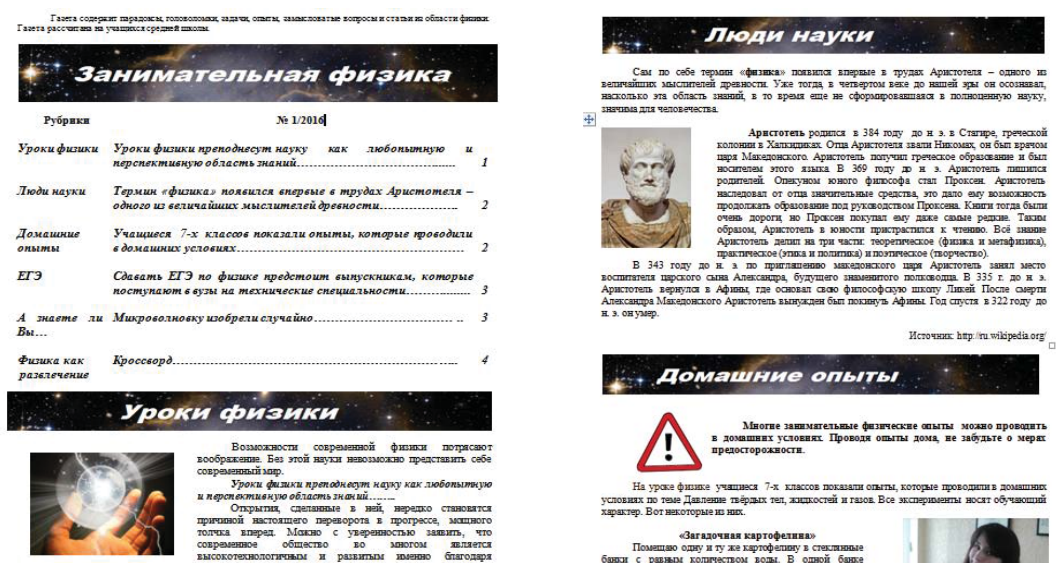 Газета содержит парадоксы, головоломки, задачи, опыты, замысловатые вопросы и статьи из области физики.
Газета рассчитана на учащихся средней школы.
Занимательная физика
Рубрики № 1/2016
Уроки физики Уроки физики преподнесут науку как любопытную и
перспективную область знаний……………………………………… 1
Люди науки Термин «физика» появился впервые в трудах Аристотеля –
одного из величайших мыслителей древности……………….. 2
Домашние Учащиеся 7-х классов показали опыты, которые проводили
опыты в домашних условиях……………………………………………………… 2
ЕГЭ Сдавать ЕГЭ по физике предстоит выпускникам, которые
поступают в вузы на технические специальности……………... 3
А знаете ли Микроволновку изобрели случайно……………………………….. .. 3
Вы…
Физика как Кроссворд…………………………………………………………………….. 4
развлечение
Уроки физики
Возможности современной физики потрясают
воображение. Без этой науки невозможно представить себе
современный мир.
Уроки физики преподнесут науку как любопытную
и перспективную область знаний……..
Открытия, сделанные в ней, нередко становятся
причиной настоящего переворота в прогрессе, мощного
толчка вперед. Можно с уверенностью заявить, что
современное общество во многом является
высокотехнологичным и развитым именно благодаря
Люди науки
Сам по себе термин «физика» появился впервые в трудах Аристотеля – одного из
величайших мыслителей древности. Уже тогда, в четвертом веке до нашей эры он осознавал,
насколько эта область знаний, в то время еще не сформировавшаяся в полноценную науку,
значима для человечества.
Аристотель родился в 384 году до н. э. в Стагире, греческой
колонии в Халкидиках. Отца Аристотеля звали Никомах, он был врачом
царя Македонского. Аристотель получил греческое образование и был
носителем этого языка. В 369 году до н. э. Аристотель лишился
родителей. Опекуном юного философа стал Проксен. Аристотель
наследовал от отца значительные средства, это дало ему возможность
продолжать образование под руководством Проксена. Книги тогда были
очень дороги, но Проксен покупал ему даже самые редкие. Таким
образом, Аристотель в юности пристрастился к чтению. Всё знание
Аристотель делил на три части: теоретическое (физика и метафизика),
практическое (этика и политика) и поэтическое (творчество).
В 343 году до н. э. по приглашению македонского царя Аристотель занял место
воспитателя царского сына Александра, будущего знаменитого полководца. В 335 г. до н. э.
Аристотель вернулся в Афины, где основал свою философскую школу Ликей. После смерти
Александра Македонского Аристотель вынужден был покинуть Афины. Год спустя в 322 году до
н. э. он умер.
Источник: http://ru.wikipedia.org/
Домашние опыты
Многие занимательные физические опыты можно проводить
в домашних условиях. Проводя опыты дома, не забудьте о мерах
предосторожности.
На уроке физике учащиеся 7-х классов показали опыты, которые проводили в домашних
условиях по теме Давление твёрдых тел, жидкостей и газов. Все эксперименты носят обучающий
характер. Вот некоторые из них.
«Загадочная картофелина»
Помещаю одну и ту же картофелину в стеклянные
банки с равным количеством воды. В одной банке